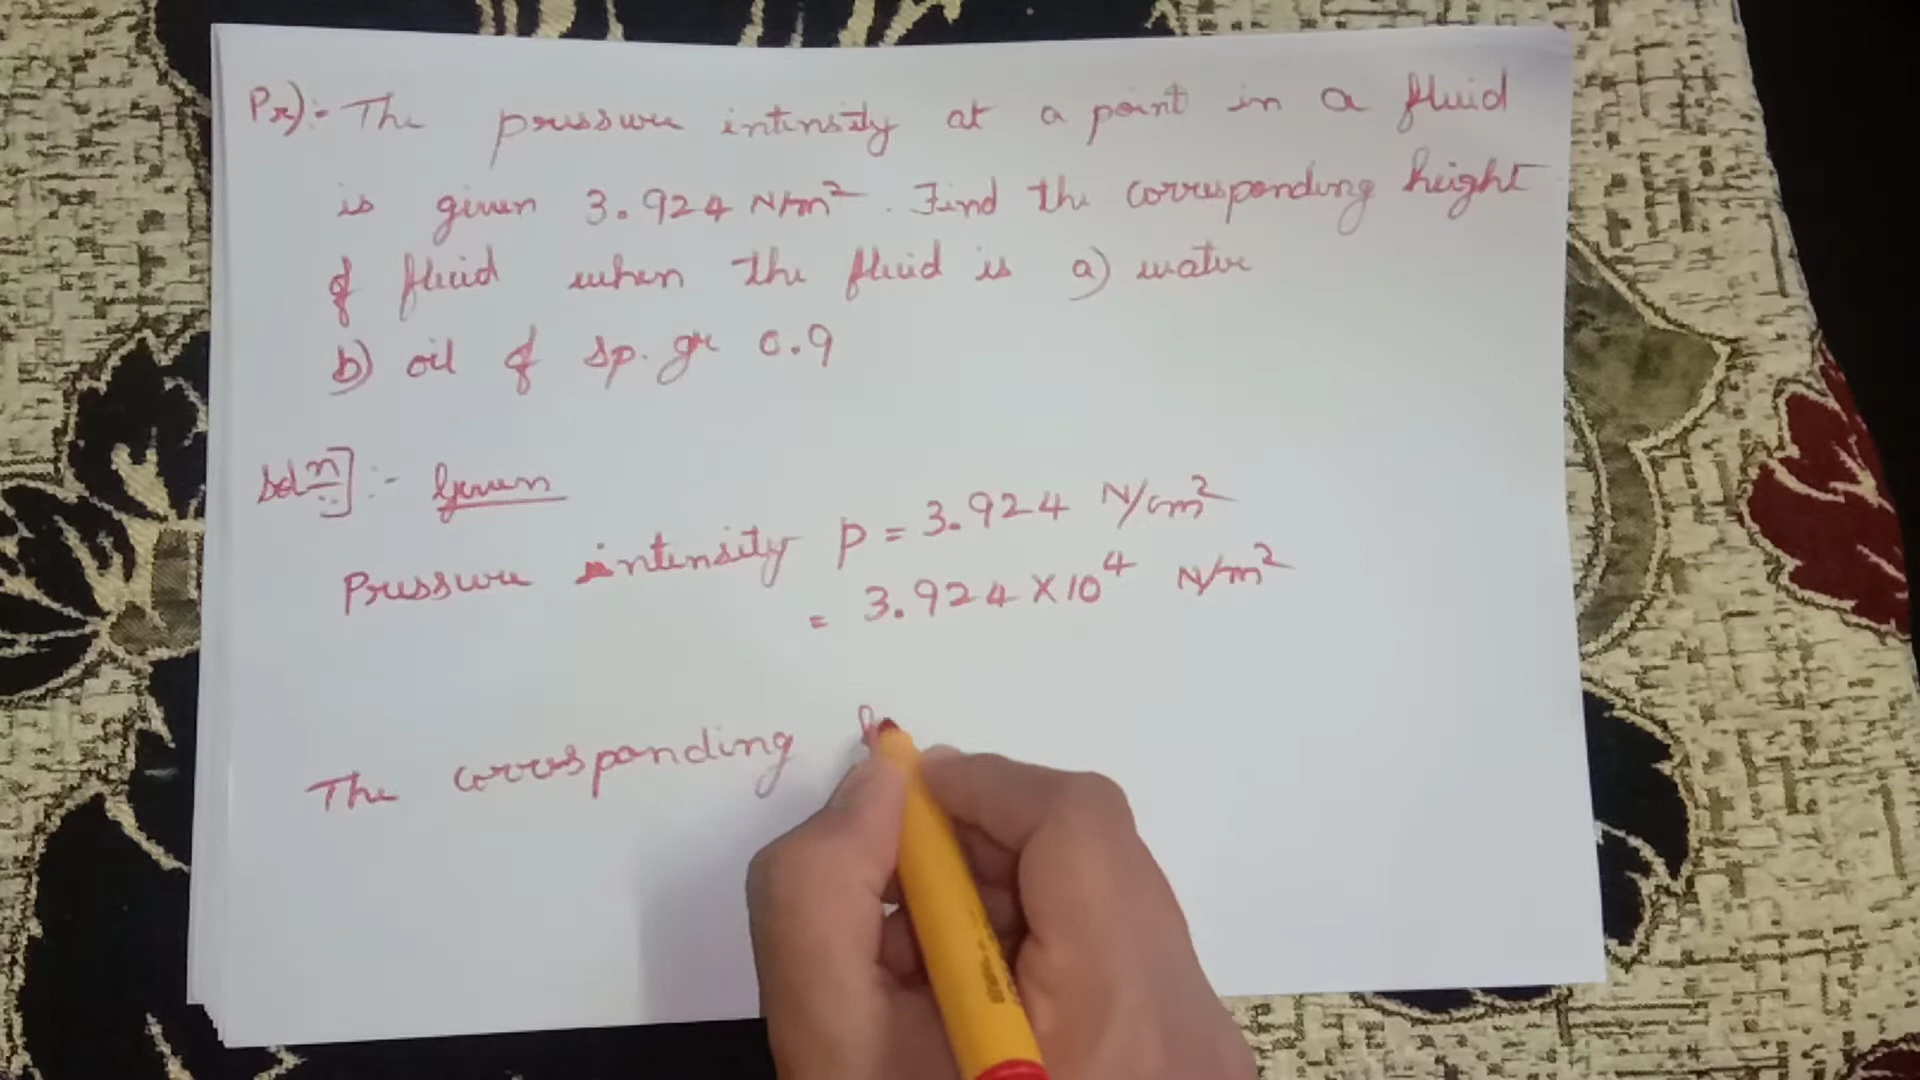 Pr):- The pressure intensity at a point in a fluid
is given 3.924 N/m². Find the corresponding height
of fluid when the fluid is a) water
b) oil of sp. gr 0.9
Solⁿ]:- Given
Pressure intensity p = 3.924 N/cm²
= 3.924 × 10⁴ N/m²
The corresponding